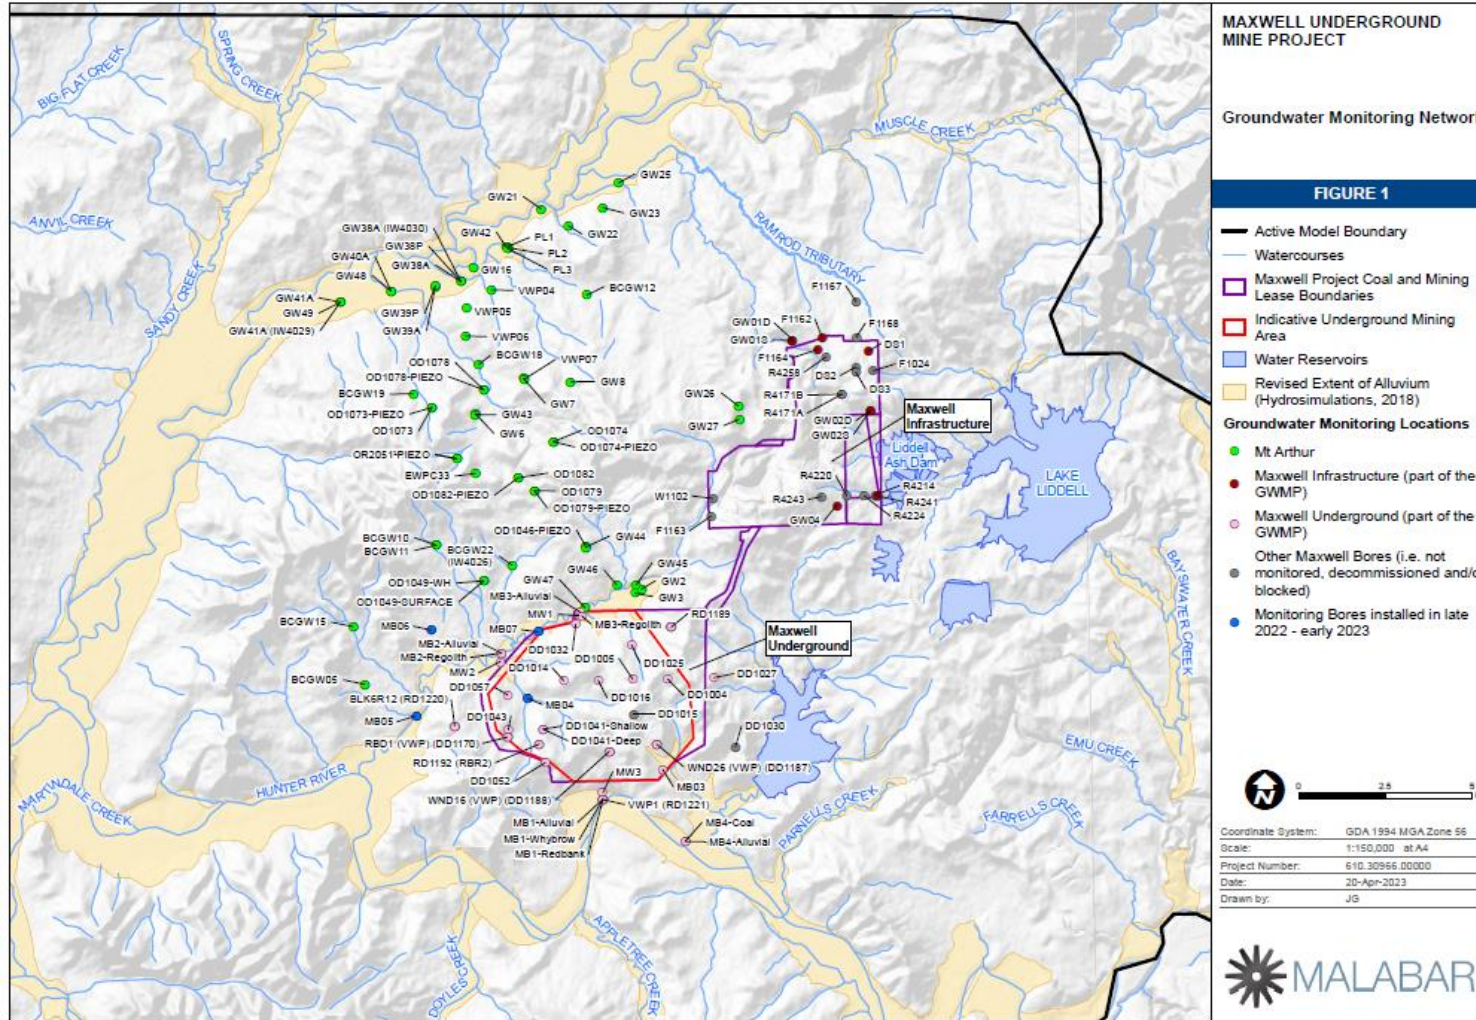 MAXWELL UNDERGROUND
MINE PROJECT
Groundwater Monitoring Network
FIGURE 1
Active Model Boundary
Watercourses
Maxwell Project Coal and Mining
Lease Boundaries
Indicative Underground Mining
Area
Water Reservoirs
Revised Extent of Alluvium
(Hydrosimulations, 2018)
Groundwater Monitoring Locations
Mt Arthur
Maxwell Infrastructure (part of the
GWMP)
Maxwell Underground (part of the
GWMP)
Other Maxwell Bores (i.e. not
monitored, decommissioned and/o
blocked)
Monitoring Bores installed in late
2022 - early 2023
N
0 2.5 5
Coordinate System: GDA 1994 MGA Zone 56
Scale: 1:150,000 at A4
Project Number: 610.30966.00000
Date: 20-Apr-2023
Drawn by: JG
MALABAR
BIG FLAT CREEK
SPRING CREEK
MUSCLE CREEK
ANVIL CREEK
SANDY CREEK
RAMROD TRIBUTARY
GW25
GW21
GW23
GW22
GW38A (IW4030)
GW42
PL1
GW38P
PL2
GW40A
GW38A
PL3
GW48
GW16
GW41A
VWP04
BCGW12
GW49
GW39P
VWP05
GW41A (IW4029)
GW39A
VWP06
F1167
GW01D
F1162
F1168
GW01S
DS1
F1164
R4258
F1024
DS2
DS3
OD1078
BCGW18
VWP07
OD1078-PIEZO
GW8
BCGW19
GW7
GW26
R4171B
OD1073-PIEZO
GW43
R4171A
GW02D
OD1073
GW6
GW27
GW02S
Maxwell
Infrastructure
OD1074
OD1074-PIEZO
OR2051-PIEZO
Liddell
Ash Dam
LAKE
LIDDELL
EWPC33
OD1082
R4220
OD1082-PIEZO
OD1079
W1102
R4243
R4214
OD1079-PIEZO
R4241
GW04
R4224
F1163
OD1046-PIEZO
GW44
BCGW10
BCGW11
BCGW22
(IW4026)
GW45
GW46
GW2
GW47
GW3
OD1049-WH
MB3-Alluvial
OD1049-SURFACE
MW1
RD1189
BCGW15
MB06
MB07
MB3-Regolith
Maxwell
Underground
MB2-Alluvial
DD1032
MB2-Regolith
DD1005
DD1025
MW2
DD1014
DD1027
BCGW05
DD1057
DD1016
DD1004
BLK6R12 (RD1220)
MB04
MB05
DD1043
DD1041-Shallow
DD1015
DD1030
RBD1 (VWP) (DD1170)
DD1041-Deep
RD1192 (RBR2)
WND26 (VWP) (DD1187)
DD1052
MW3
MB03
WND16 (VWP) (DD1188)
VWP1 (RD1221)
MB1-Alluvial
MB4-Coal
MB1-Whybrow
MB4-Alluvial
MB1-Redbank
HUNTER RIVER
MARTINDALE CREEK
BAYSWATER CREEK
EMU CREEK
PARNELLS CREEK
FARRELLS CREEK
APPLETREE CREEK
DOYLES CREEK